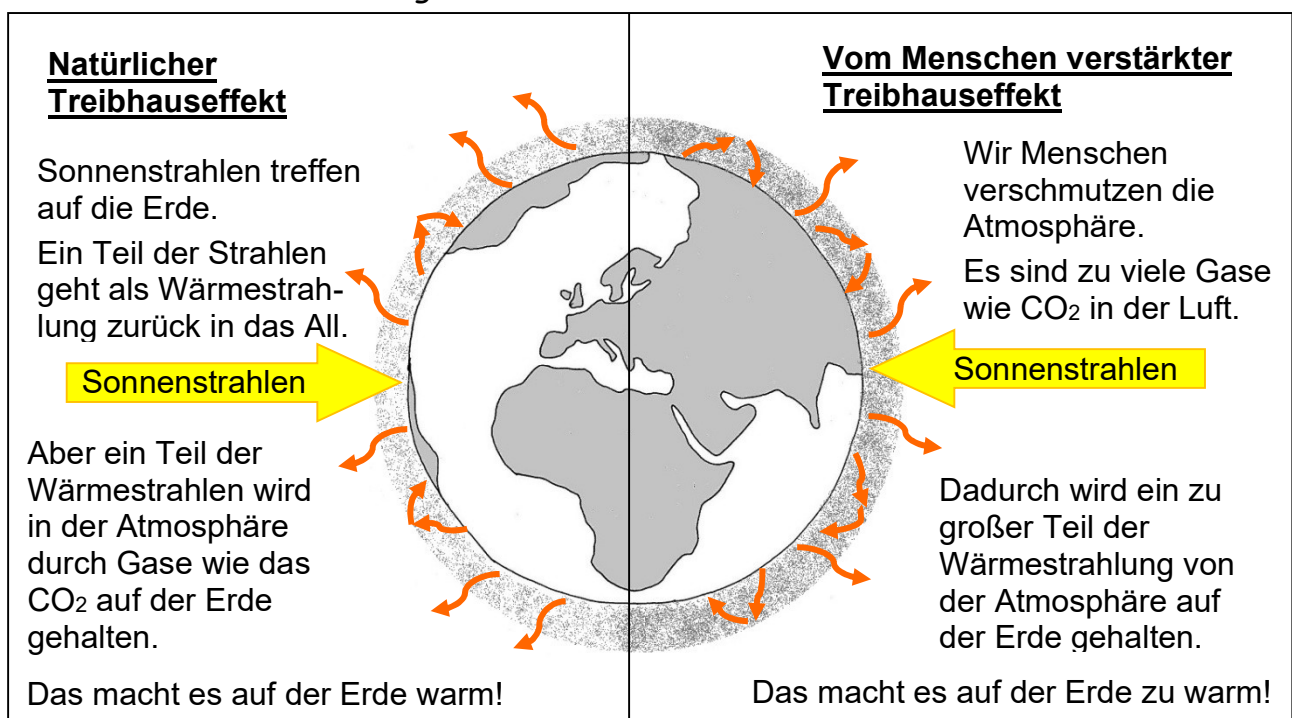 Natürlicher
Treibhauseffekt
Sonnenstrahlen treffen
auf die Erde.
Ein Teil der Strahlen
geht als Wärmestrah-
lung zurück in das All.
Sonnenstrahlen
Aber ein Teil der
Wärmestrahlen wird
in der Atmosphäre
durch Gase wie das
CO2 auf der Erde
gehalten.
Das macht es auf der Erde warm!
Vom Menschen verstärkter
Treibhauseffekt
Wir Menschen
verschmutzen die
Atmosphäre.
Es sind zu viele Gase
wie CO2 in der Luft.
Sonnenstrahlen
Dadurch wird ein zu
großer Teil der
Wärmestrahlung von
der Atmosphäre auf
der Erde gehalten.
Das macht es auf der Erde zu warm!